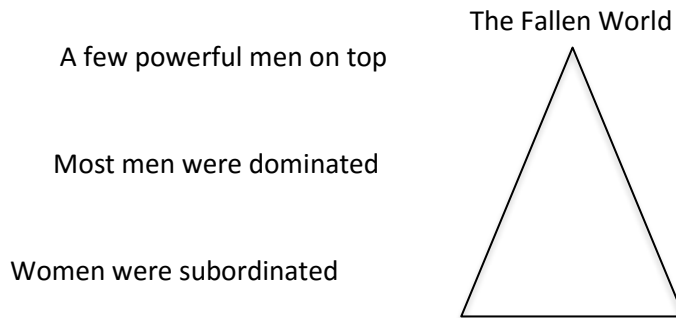 The Fallen World
A few powerful men on top
Most men were dominated
Women were subordinated